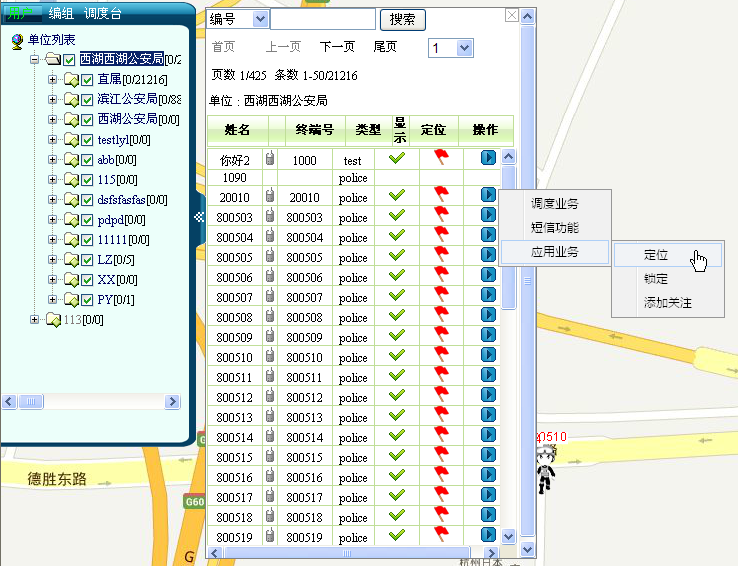 用户 编组 调度台
单位列表
西湖西湖公安局[0/2
直属[0/21216]
滨江公安局[0/88
西湖公安局[0/50
testlyl[0/0]
abb[0/0]
115[0/0]
dsfsfasfas[0/0]
pdpd[0/0]
11111[0/0]
LZ[0/5]
XX[0/0]
PY[0/1]
113[0/0]
编号 搜索
首页 上一页 下一页 尾页 1
页数 1/425 条数 1-50/21216
单位：西湖西湖公安局
姓名 终端号 类型 显示 定位 操作
你好2 1000 test
1090 police
20010 20010 police
800503 800503 police
800504 800504 police
800505 800505 police
800506 800506 police
800507 800507 police
800508 800508 police
800509 800509 police
800510 800510 police
800511 800511 police
800512 800512 police
800513 800513 police
800514 800514 police
800515 800515 police
800516 800516 police
800517 800517 police
800518 800518 police
800519 800519 police
调度业务
短信功能
应用业务
定位
锁定
添加关注
0510
德胜东路
G60
G
杭州日本